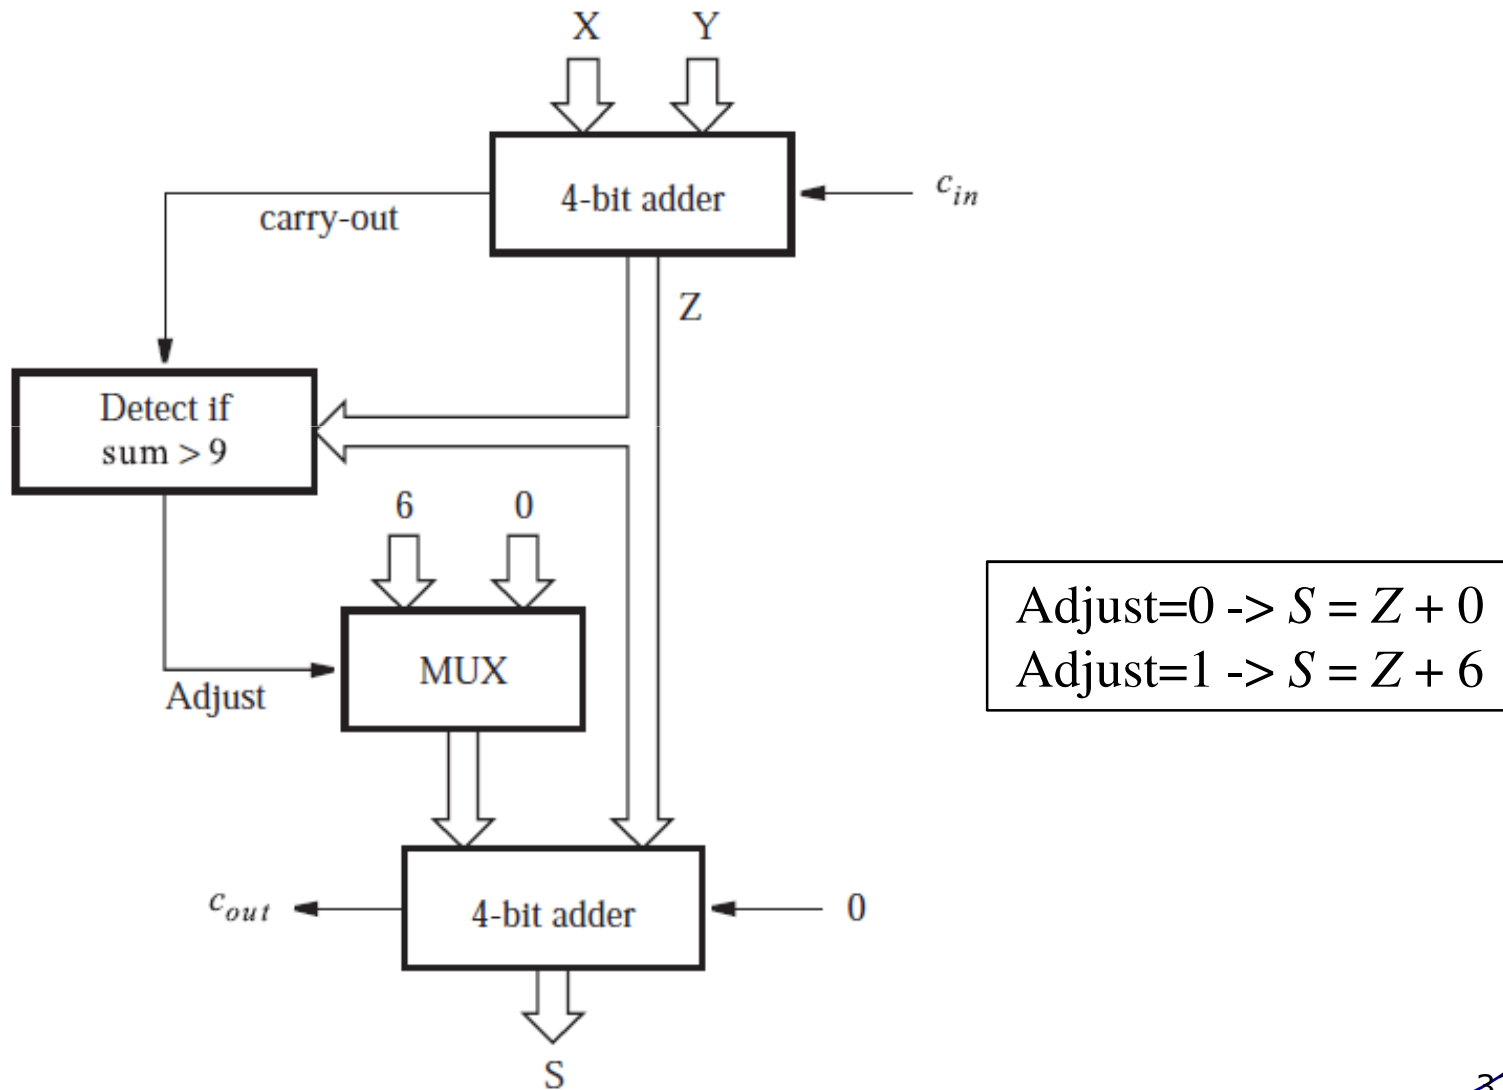 X Y
4-bit adder
c_in
carry-out
Z
Detect if
sum > 9
6 0
MUX
Adjust
Adjust=0 -> S = Z + 0
Adjust=1 -> S = Z + 6
c_out
4-bit adder
0
S